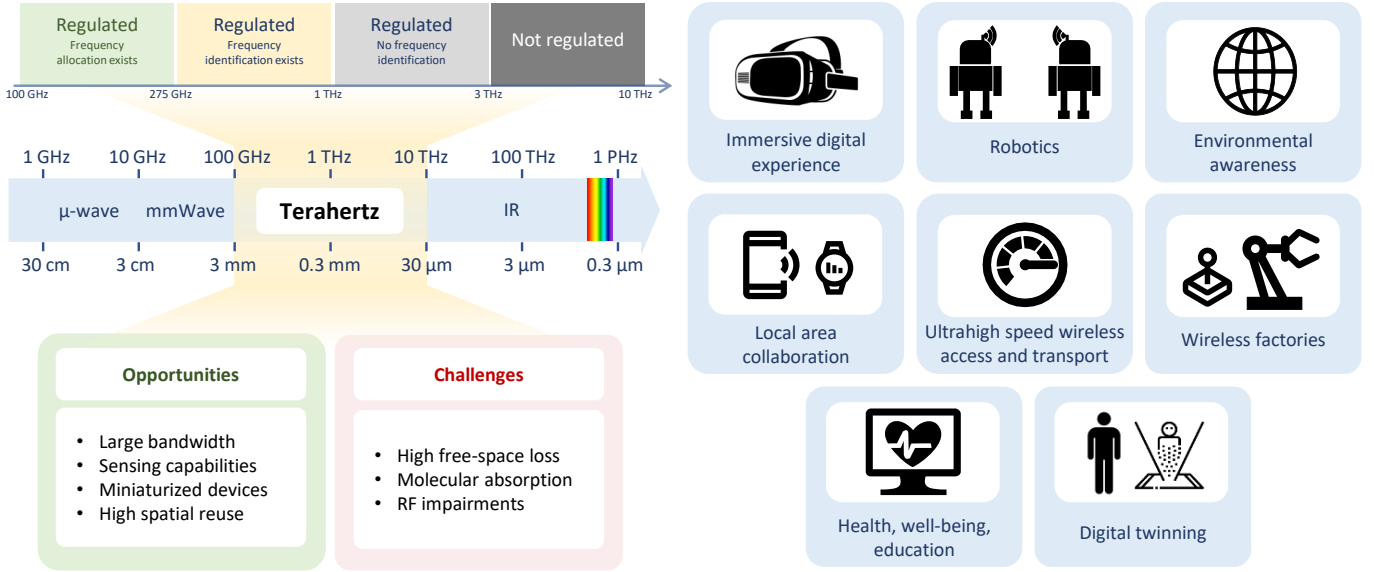 Regulated
Frequency
allocation exists
Regulated
Frequency
identification exists
Regulated
No frequency
identification
Not regulated
100 GHz
275 GHz
1 THz
3 THz
10 THz
1 GHz
10 GHz
100 GHz
1 THz
10 THz
100 THz
1 PHz
μ-wave
mmWave
Terahertz
IR
30 cm
3 cm
3 mm
0.3 mm
30 μm
3 μm
0.3 μm
Opportunities
• Large bandwidth
• Sensing capabilities
• Miniaturized devices
• High spatial reuse
Challenges
• High free-space loss
• Molecular absorption
• RF impairments
Immersive digital
experience
Robotics
Environmental
awareness
Local area
collaboration
Ultrahigh speed wireless
access and transport
Wireless factories
Health, well-being,
education
Digital twinning